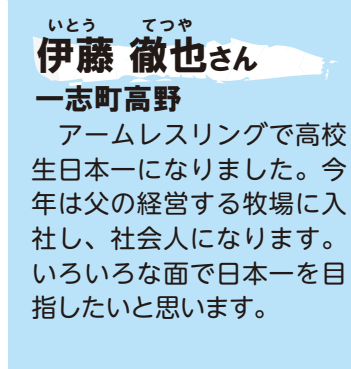 いとう てつや
伊藤 徹也さん
一志町高野
アームレスリングで高校
生日本一になりました。今
年は父の経営する牧場に入
社し、社会人になります。
いろいろな面で日本一を目
指したいと思います。